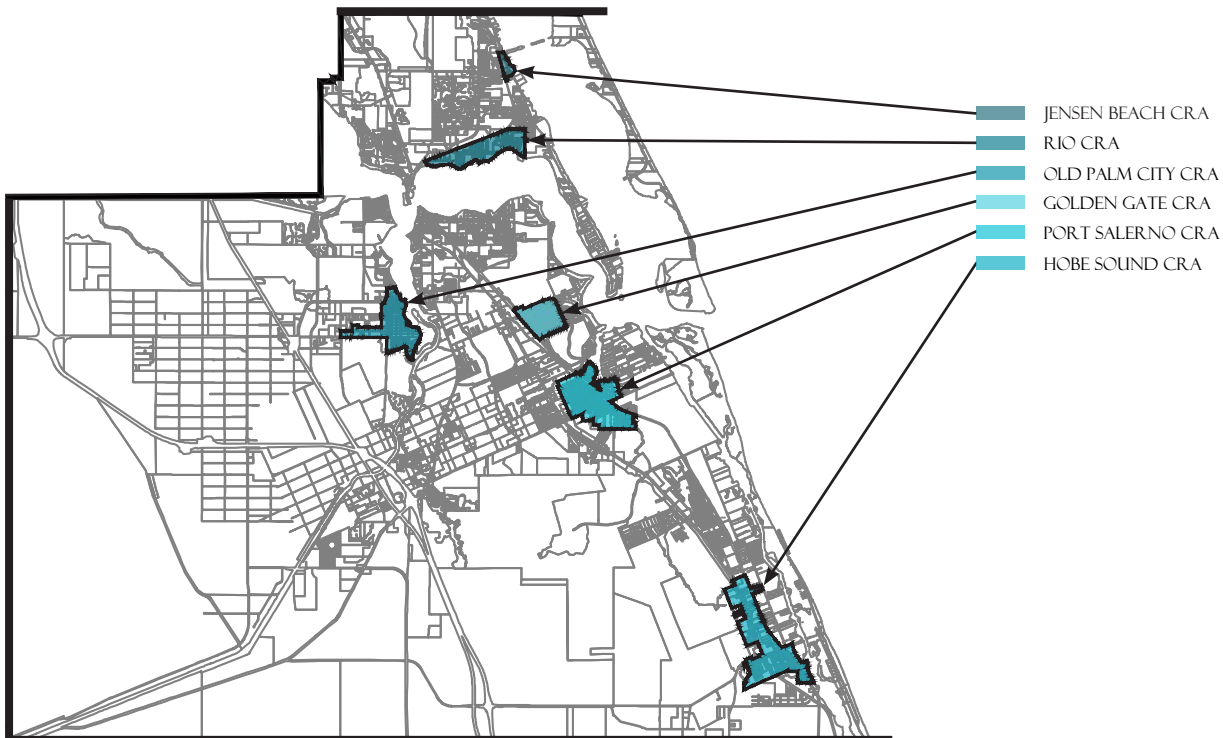 JENSEN BEACH CRA
RIO CRA
OLD PALM CITY CRA
GOLDEN GATE CRA
PORT SALERNO CRA
HOBE SOUND CRA